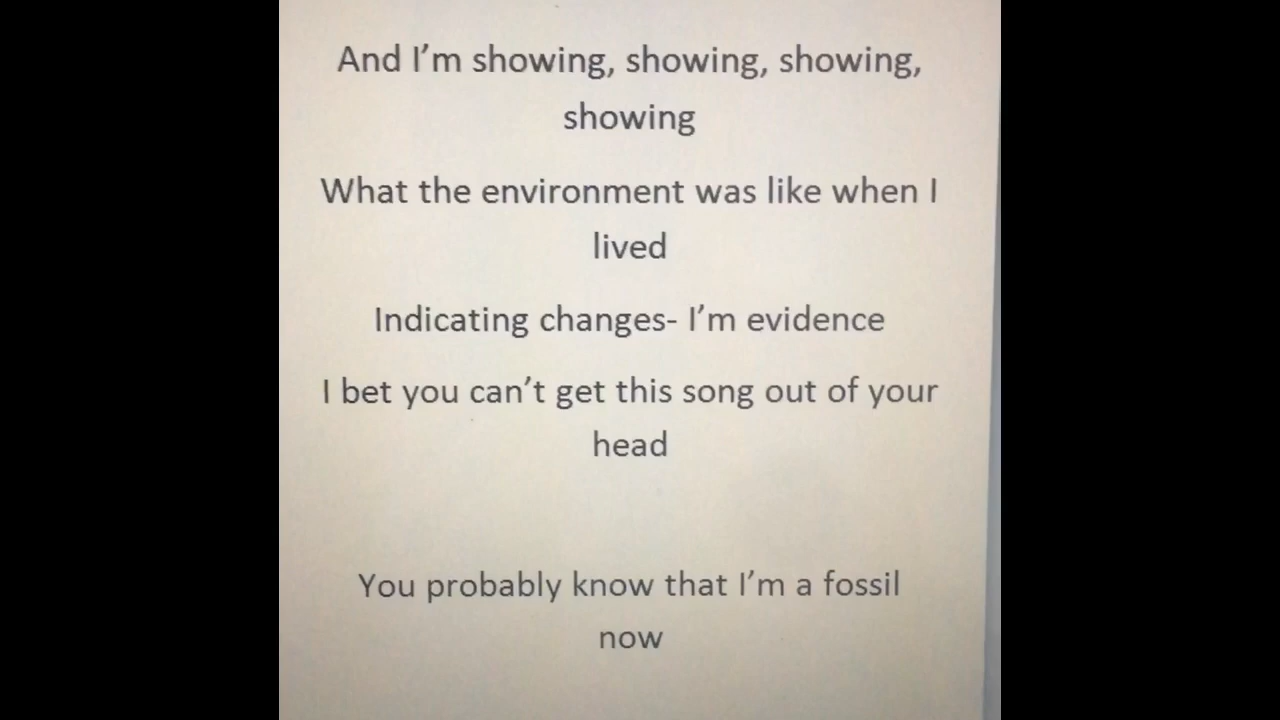 And I'm showing, showing, showing,
showing
What the environment was like when I
lived
Indicating changes- I'm evidence
I bet you can't get this song out of your
head
You probably know that I'm a fossil
now